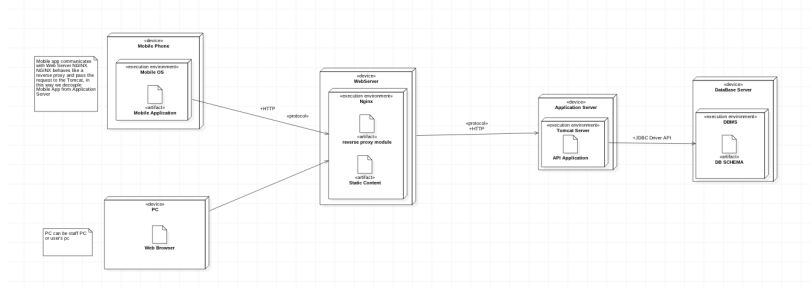 Mobile app communicates
with Web Server NGINX.
NGINX behaves like a
reverse proxy and pass the
request to the Tomcat, in
this way we decouple
Mobile App from Application
Server
«device»
Mobile Phone
«execution environment»
Mobile OS
«artifact»
Mobile Application
+HTTP
«protocol»
PC can be staff PC
or user's pc
«device»
PC
Web Browser
«device»
WebServer
«execution environment»
Nginx
«artifact»
reverse proxy module
«artifact»
Static Content
«protocol»
+HTTP
«device»
Application Server
«execution environment»
Tomcat Server
API Application
+JDBC Driver API
«device»
DataBase Server
«execution environment»
DBMS
«artifact»
DB SCHEMA